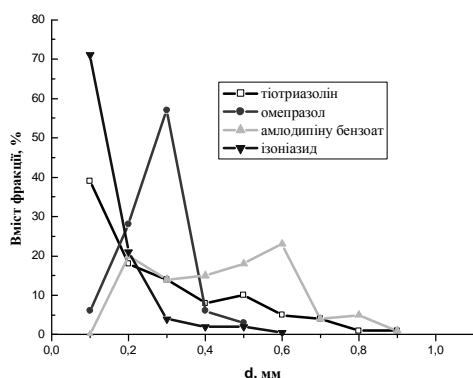 80
70
60
50
40
30
20
10
0
Вміст фракції, %
тіотриазолін
омепразол
амлодипіну бензоат
ізоніазид
0,0 0,2 0,4 0,6 0,8 1,0
d, мм